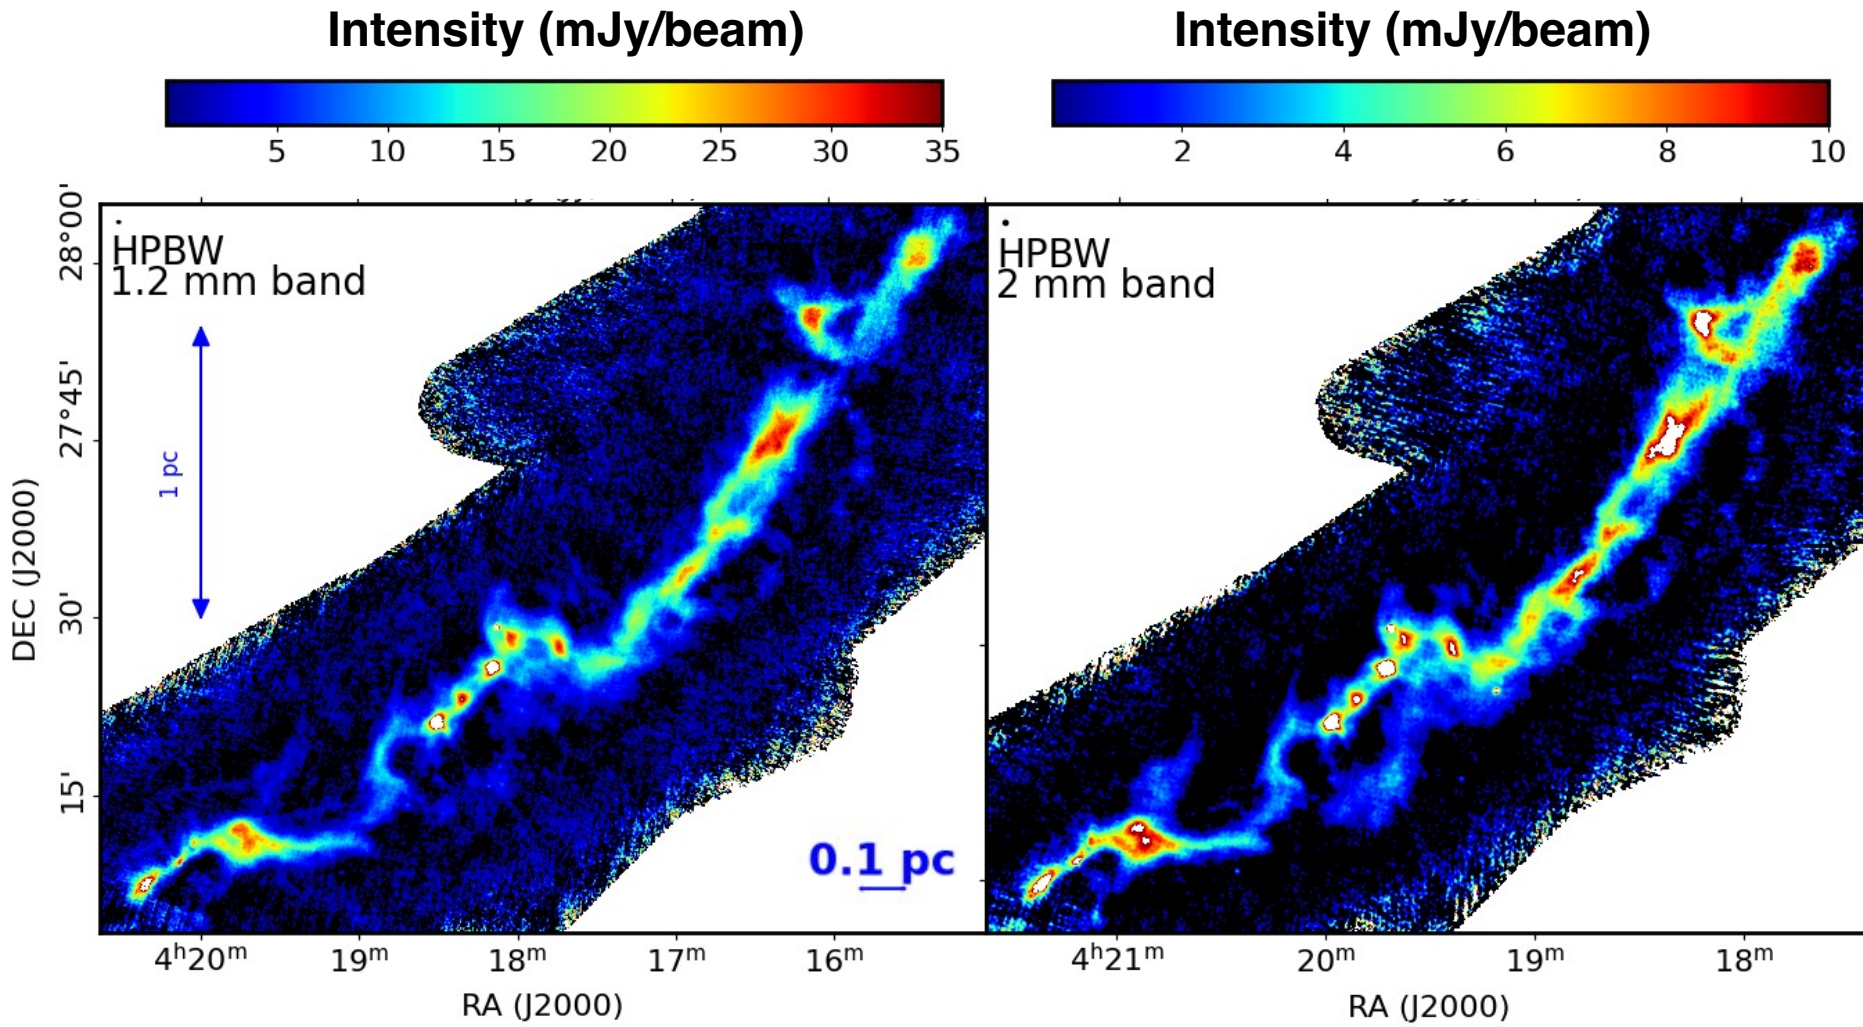 Intensity (mJy/beam)
5 10 15 20 25 30 35
Intensity (mJy/beam)
2 4 6 8 10
HPBW
1.2 mm band
1 pc
0.1 pc
28°00'
27°45'
30'
15'
DEC (J2000)
4ʰ20ᵐ 19ᵐ 18ᵐ 17ᵐ 16ᵐ
RA (J2000)
HPBW
2 mm band
4ʰ21ᵐ 20ᵐ 19ᵐ 18ᵐ
RA (J2000)